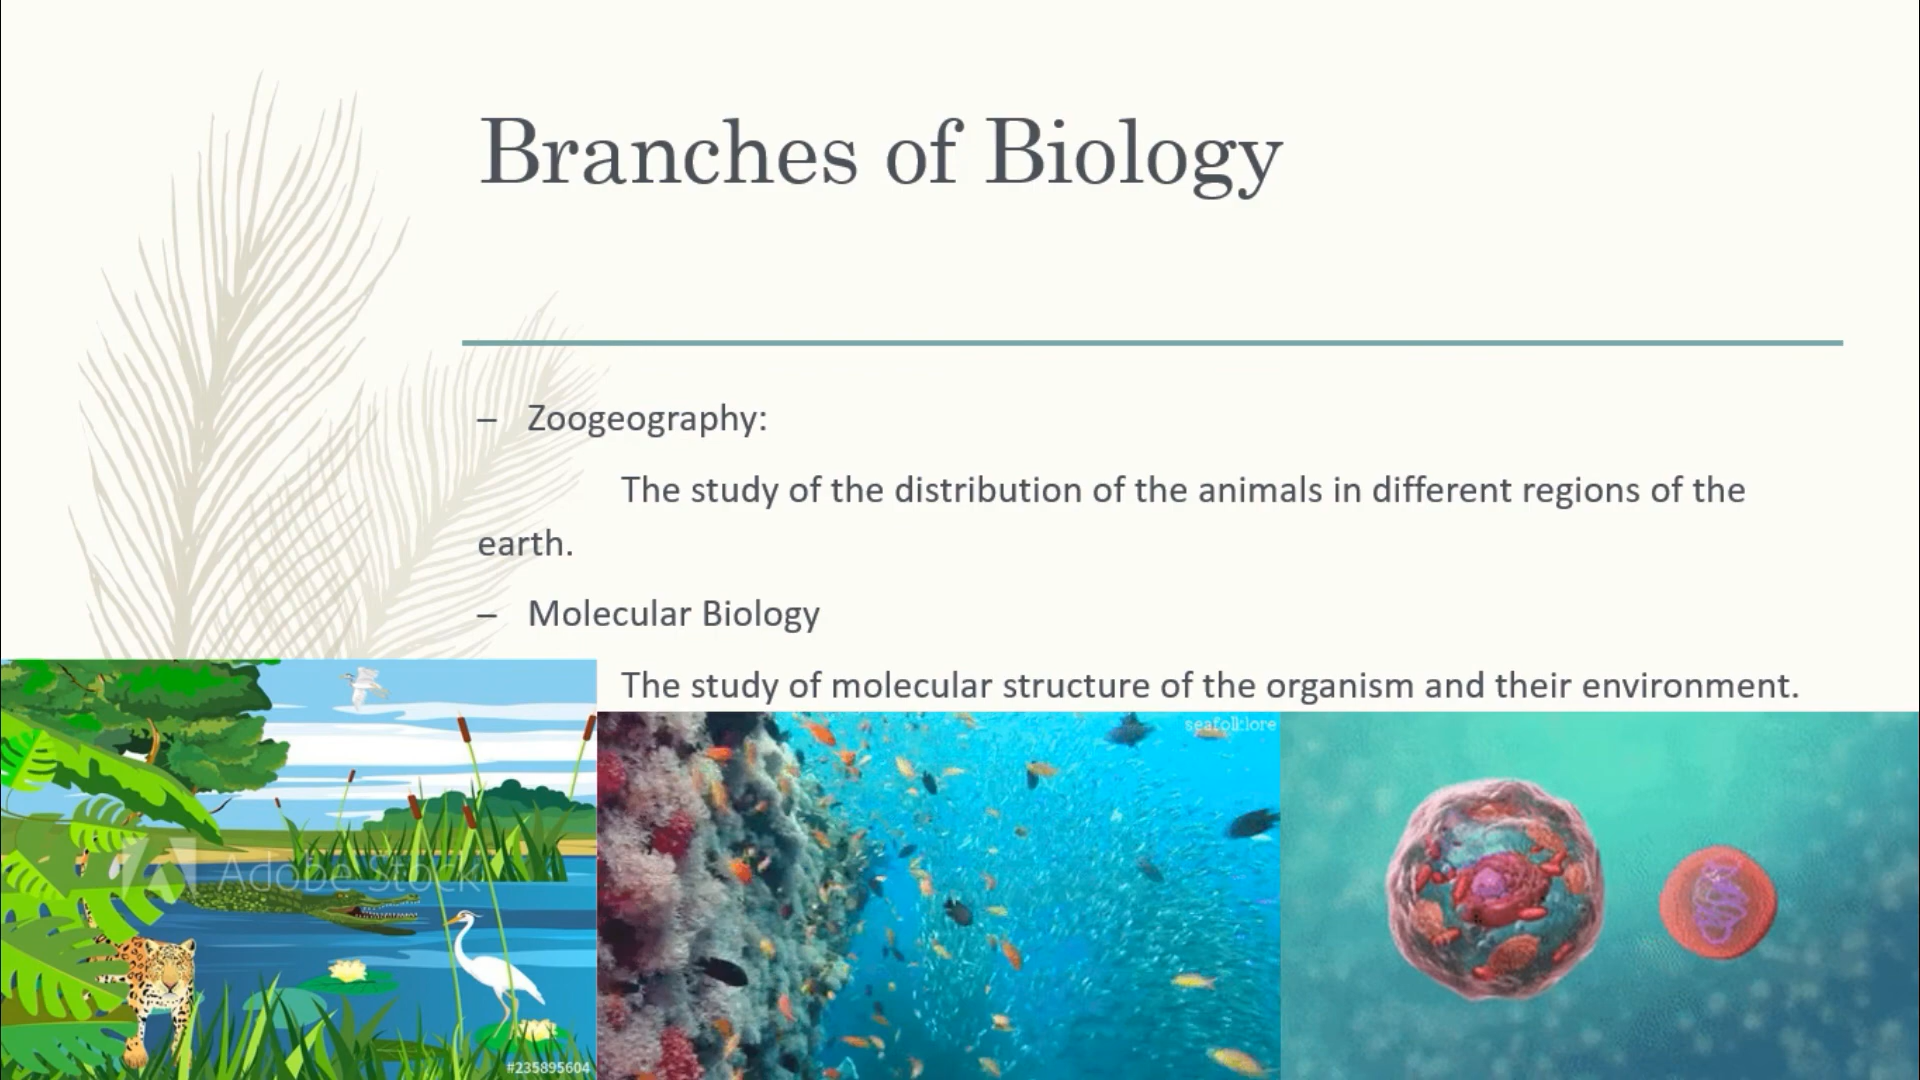 Branches of Biology
– Zoogeography:
The study of the distribution of the animals in different regions of the
earth.
– Molecular Biology
The study of molecular structure of the organism and their environment.
seafolklore
Adobe Stock
#235895604